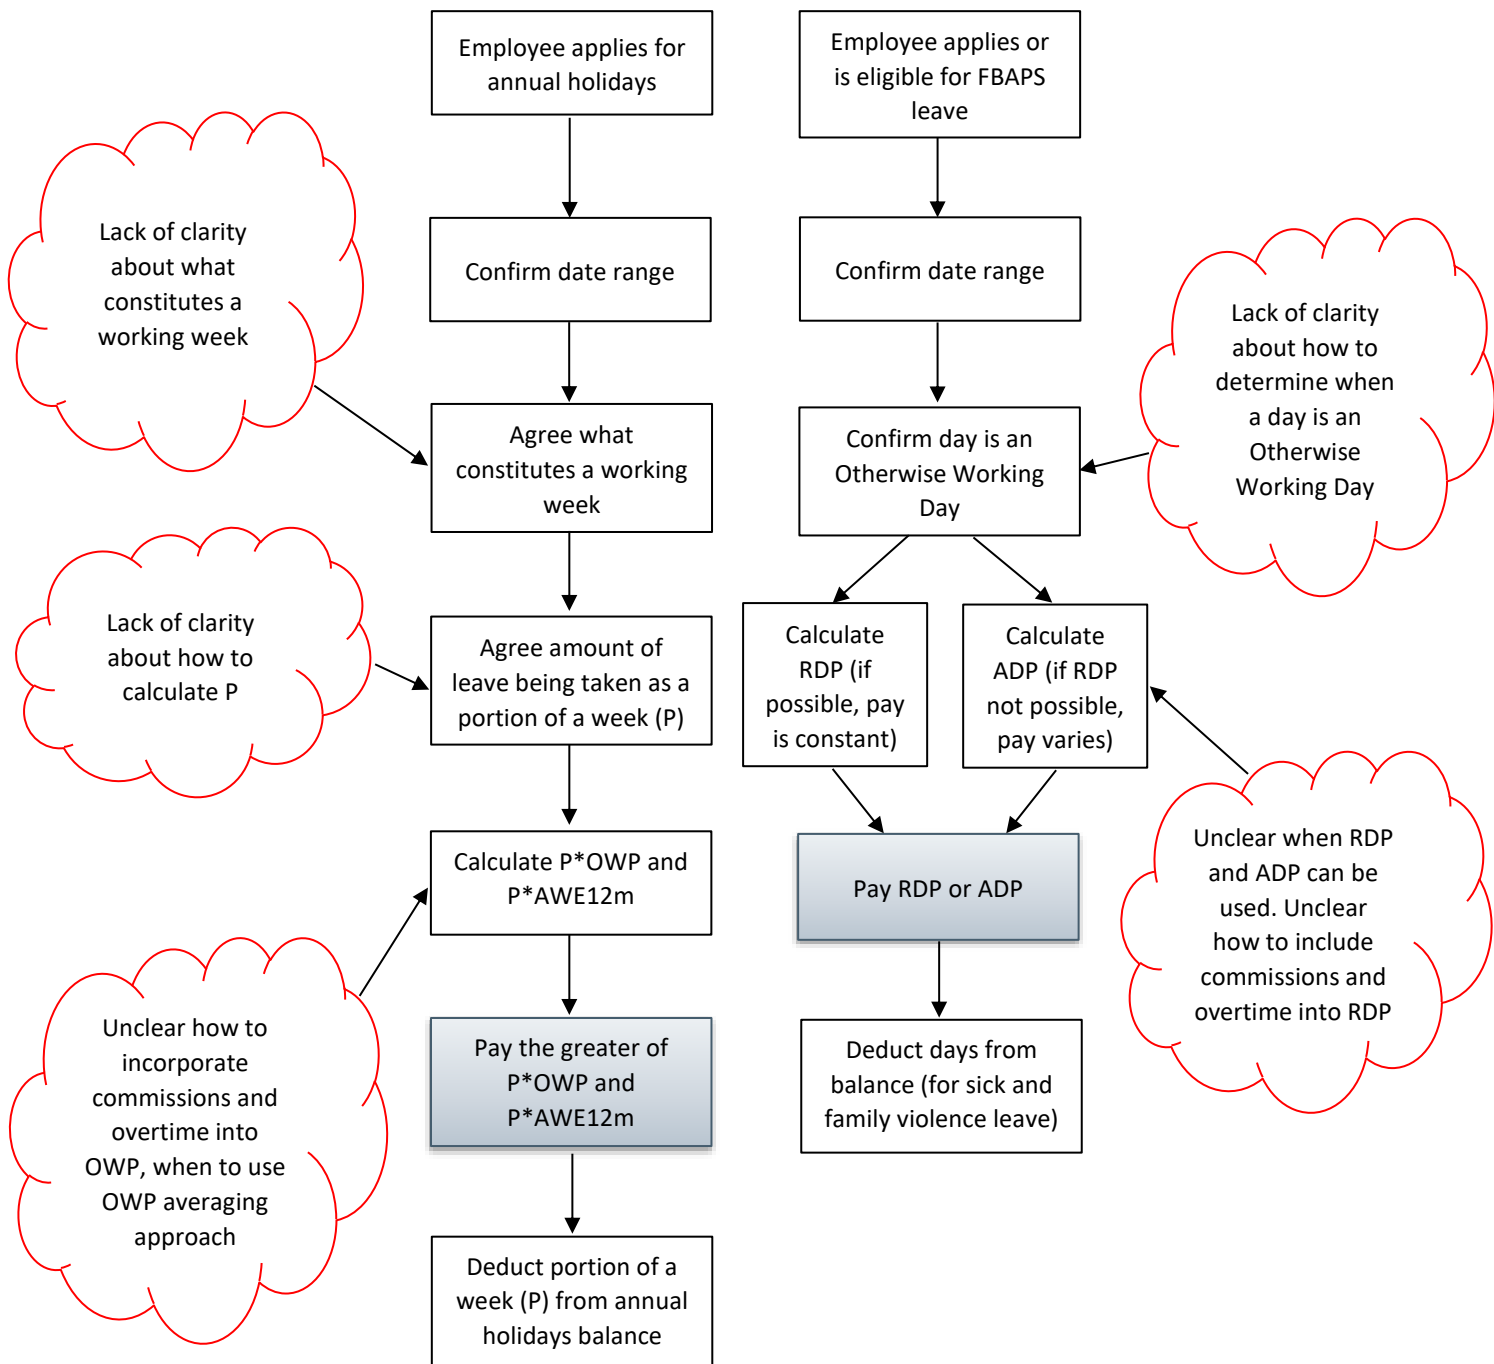 Employee applies for
annual holidays
Employee applies or
is eligible for FBAPS
leave
Lack of clarity
about what
constitutes a
working week
Confirm date range
Confirm date range
Lack of clarity
about how to
determine when
a day is an
Otherwise
Working Day
Agree what
constitutes a working
week
Confirm day is an
Otherwise Working
Day
Lack of clarity
about how to
calculate P
Agree amount of
leave being taken as a
portion of a week (P)
Calculate
RDP (if
possible, pay
is constant)
Calculate
ADP (if RDP
not possible,
pay varies)
Calculate P*OWP and
P*AWE12m
Pay RDP or ADP
Unclear when RDP
and ADP can be
used. Unclear
how to include
commissions and
overtime into RDP
Unclear how to
incorporate
commissions and
overtime into
OWP, when to use
OWP averaging
approach
Pay the greater of
P*OWP and
P*AWE12m
Deduct days from
balance (for sick and
family violence leave)
Deduct portion of a
week (P) from annual
holidays balance